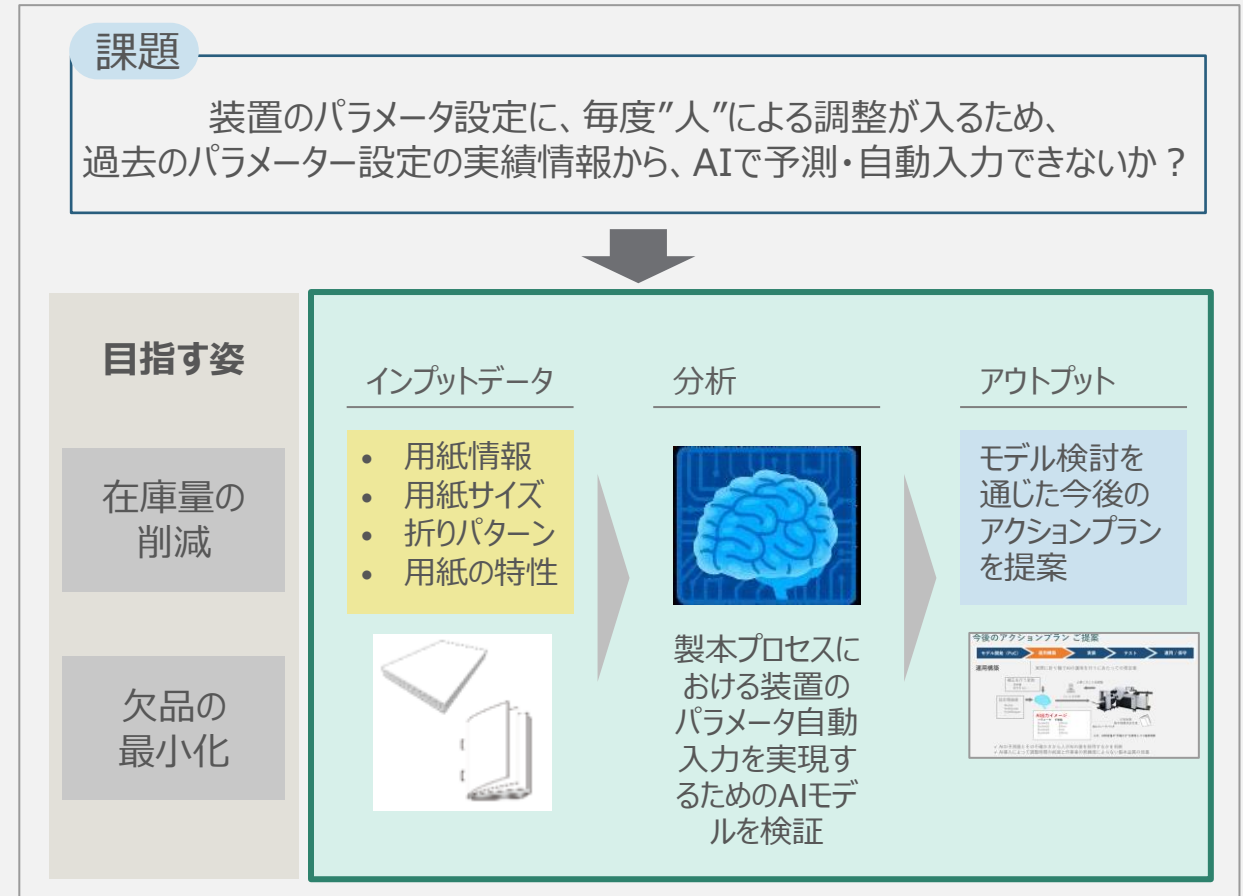 課題
装置のパラメータ設定に、毎度”人”による調整が入るため、
過去のパラメーター設定の実績情報から、AIで予測・自動入力できないか？
目指す姿
在庫量の
削減
欠品の
最小化
インプットデータ
• 用紙情報
• 用紙サイズ
• 折りパターン
• 用紙の特性
分析
製本プロセスに
おける装置の
パラメータ自動
入力を実現す
るためのAIモデ
ルを検証
アウトプット
モデル検討を
通じた今後の
アクションプラン
を提案
今後のアクションプラン ご提案
運用構築